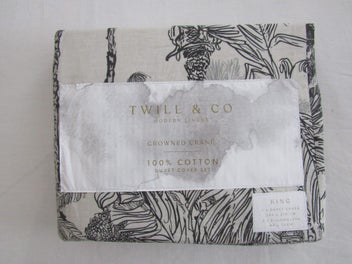 TWILL & CO
MODERN LINENS
CROWNED CRANE
100% COTTON
DUVET COVER SET
KING